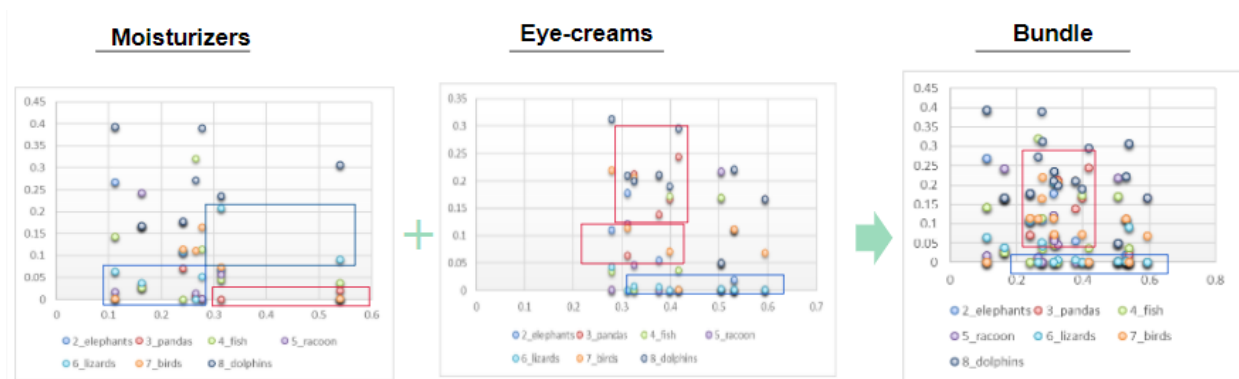 Moisturizers
Eye-creams
Bundle
0.45
0.4
0.35
0.3
0.25
0.2
0.15
0.1
0.05
0
0 0.1 0.2 0.3 0.4 0.5 0.6
2_elephants 3_pandas 4_fish 5_racoon
6_lizards 7_birds 8_dolphins
+
0.35
0.3
0.25
0.2
0.15
0.1
0.05
0
0 0.1 0.2 0.3 0.4 0.5 0.6 0.7
2_elephants 3_pandas 4_fish 5_racoon
6_lizards 7_birds 8_dolphins
0.45
0.4
0.35
0.3
0.25
0.2
0.15
0.1
0.05
0
0 0.2 0.4 0.6 0.8
2_elephants 3_pandas 4_fish
5_racoon 6_lizards 7_birds
8_dolphins